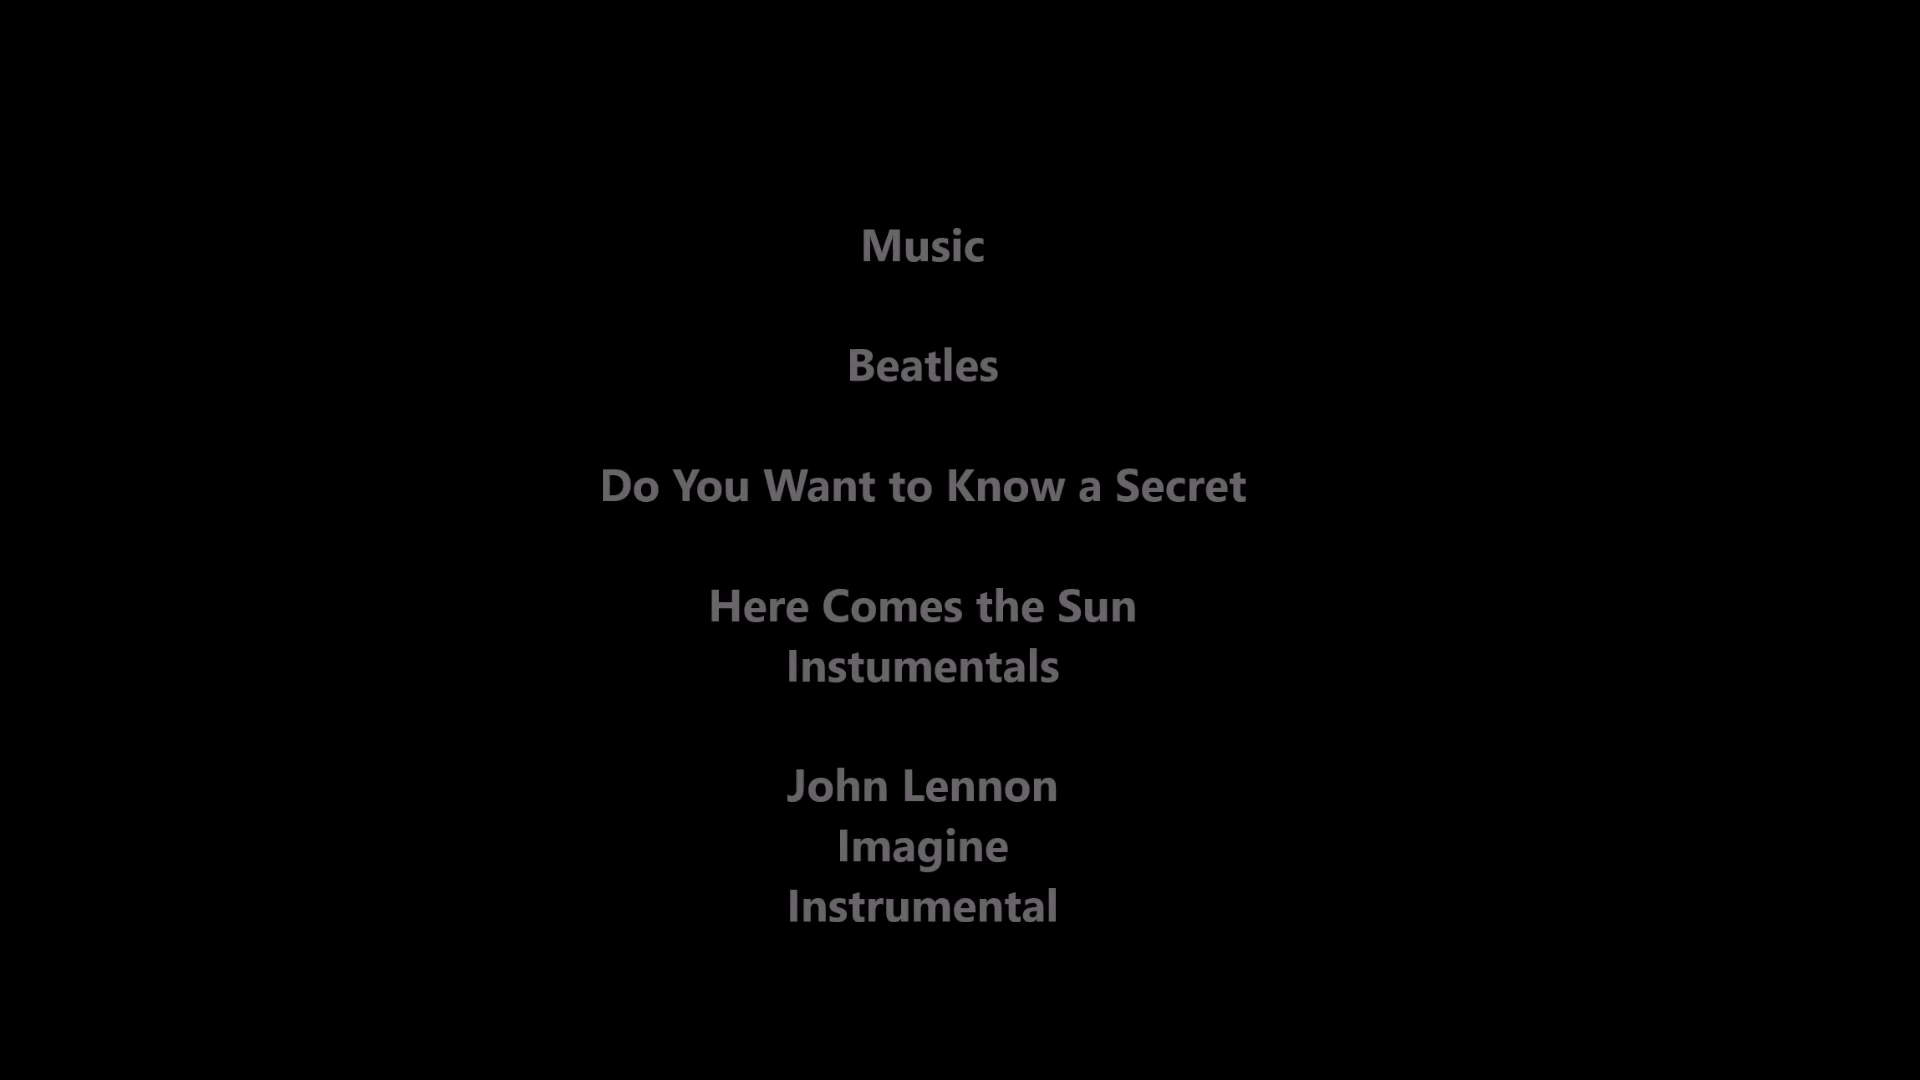 Music
Beatles
Do You Want to Know a Secret
Here Comes the Sun
Instumentals
John Lennon
Imagine
Instrumental